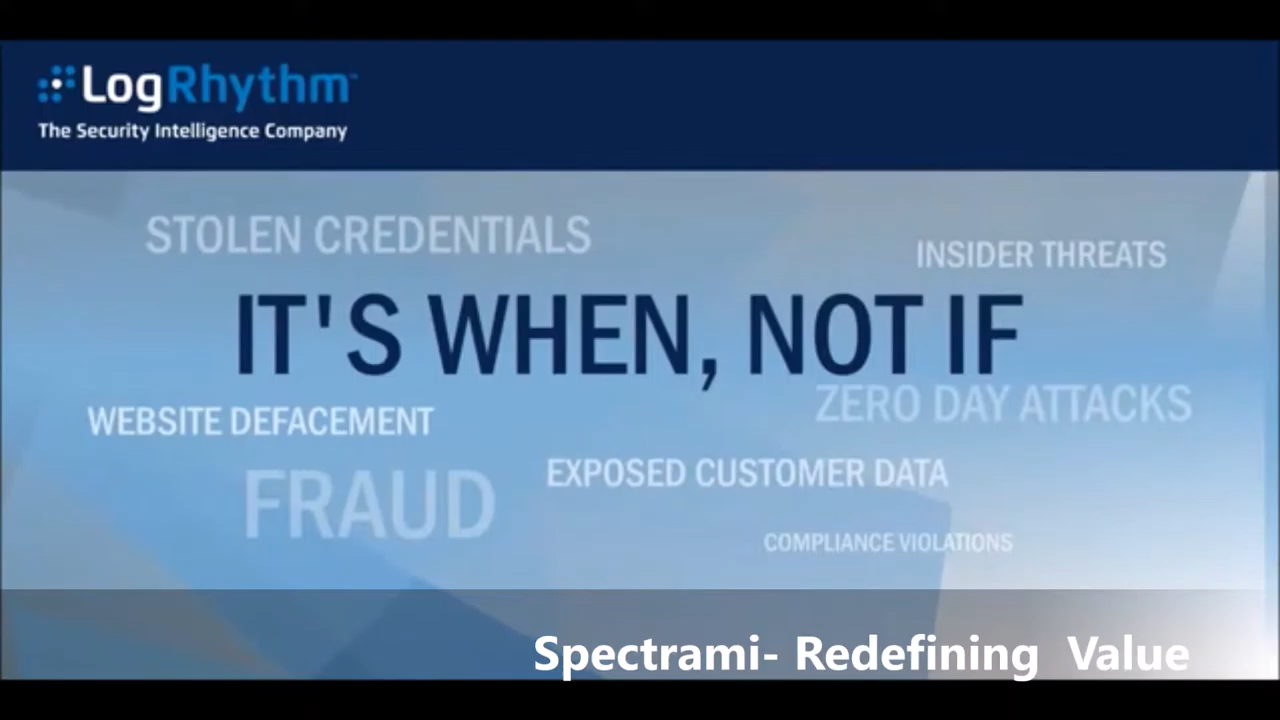 LogRhythm™
The Security Intelligence Company
STOLEN CREDENTIALS
INSIDER THREATS
IT'S WHEN, NOT IF
ZERO DAY ATTACKS
WEBSITE DEFACEMENT
EXPOSED CUSTOMER DATA
FRAUD
COMPLIANCE VIOLATIONS
Spectrami- Redefining  Value